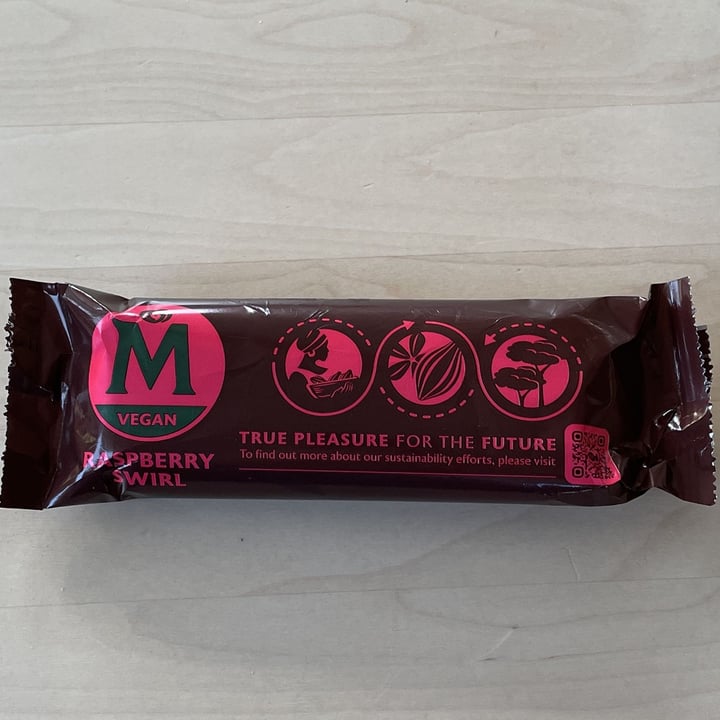 M
VEGAN
RASPBERRY
SWIRL
TRUE PLEASURE FOR THE FUTURE
To find out more about our sustainability efforts, please visit